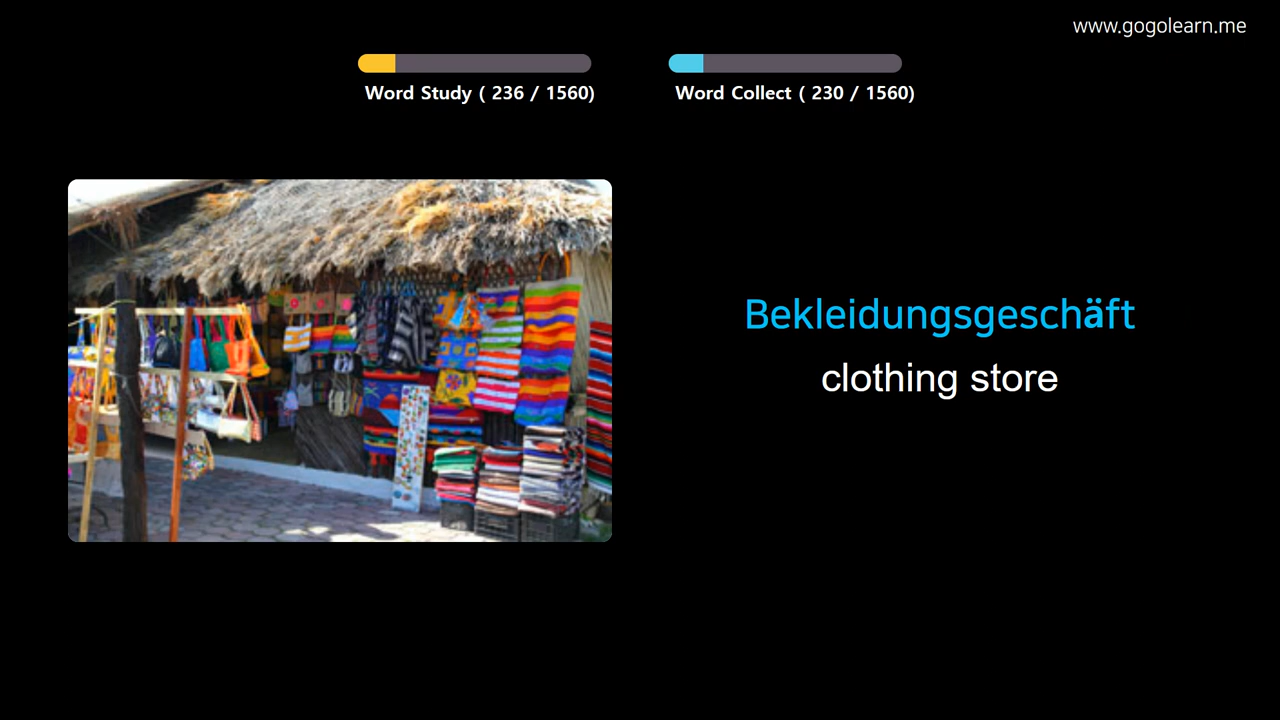 www.gogolearn.me
Word Study ( 236 / 1560)
Word Collect ( 230 / 1560)
Bekleidungsgeschäft
clothing store